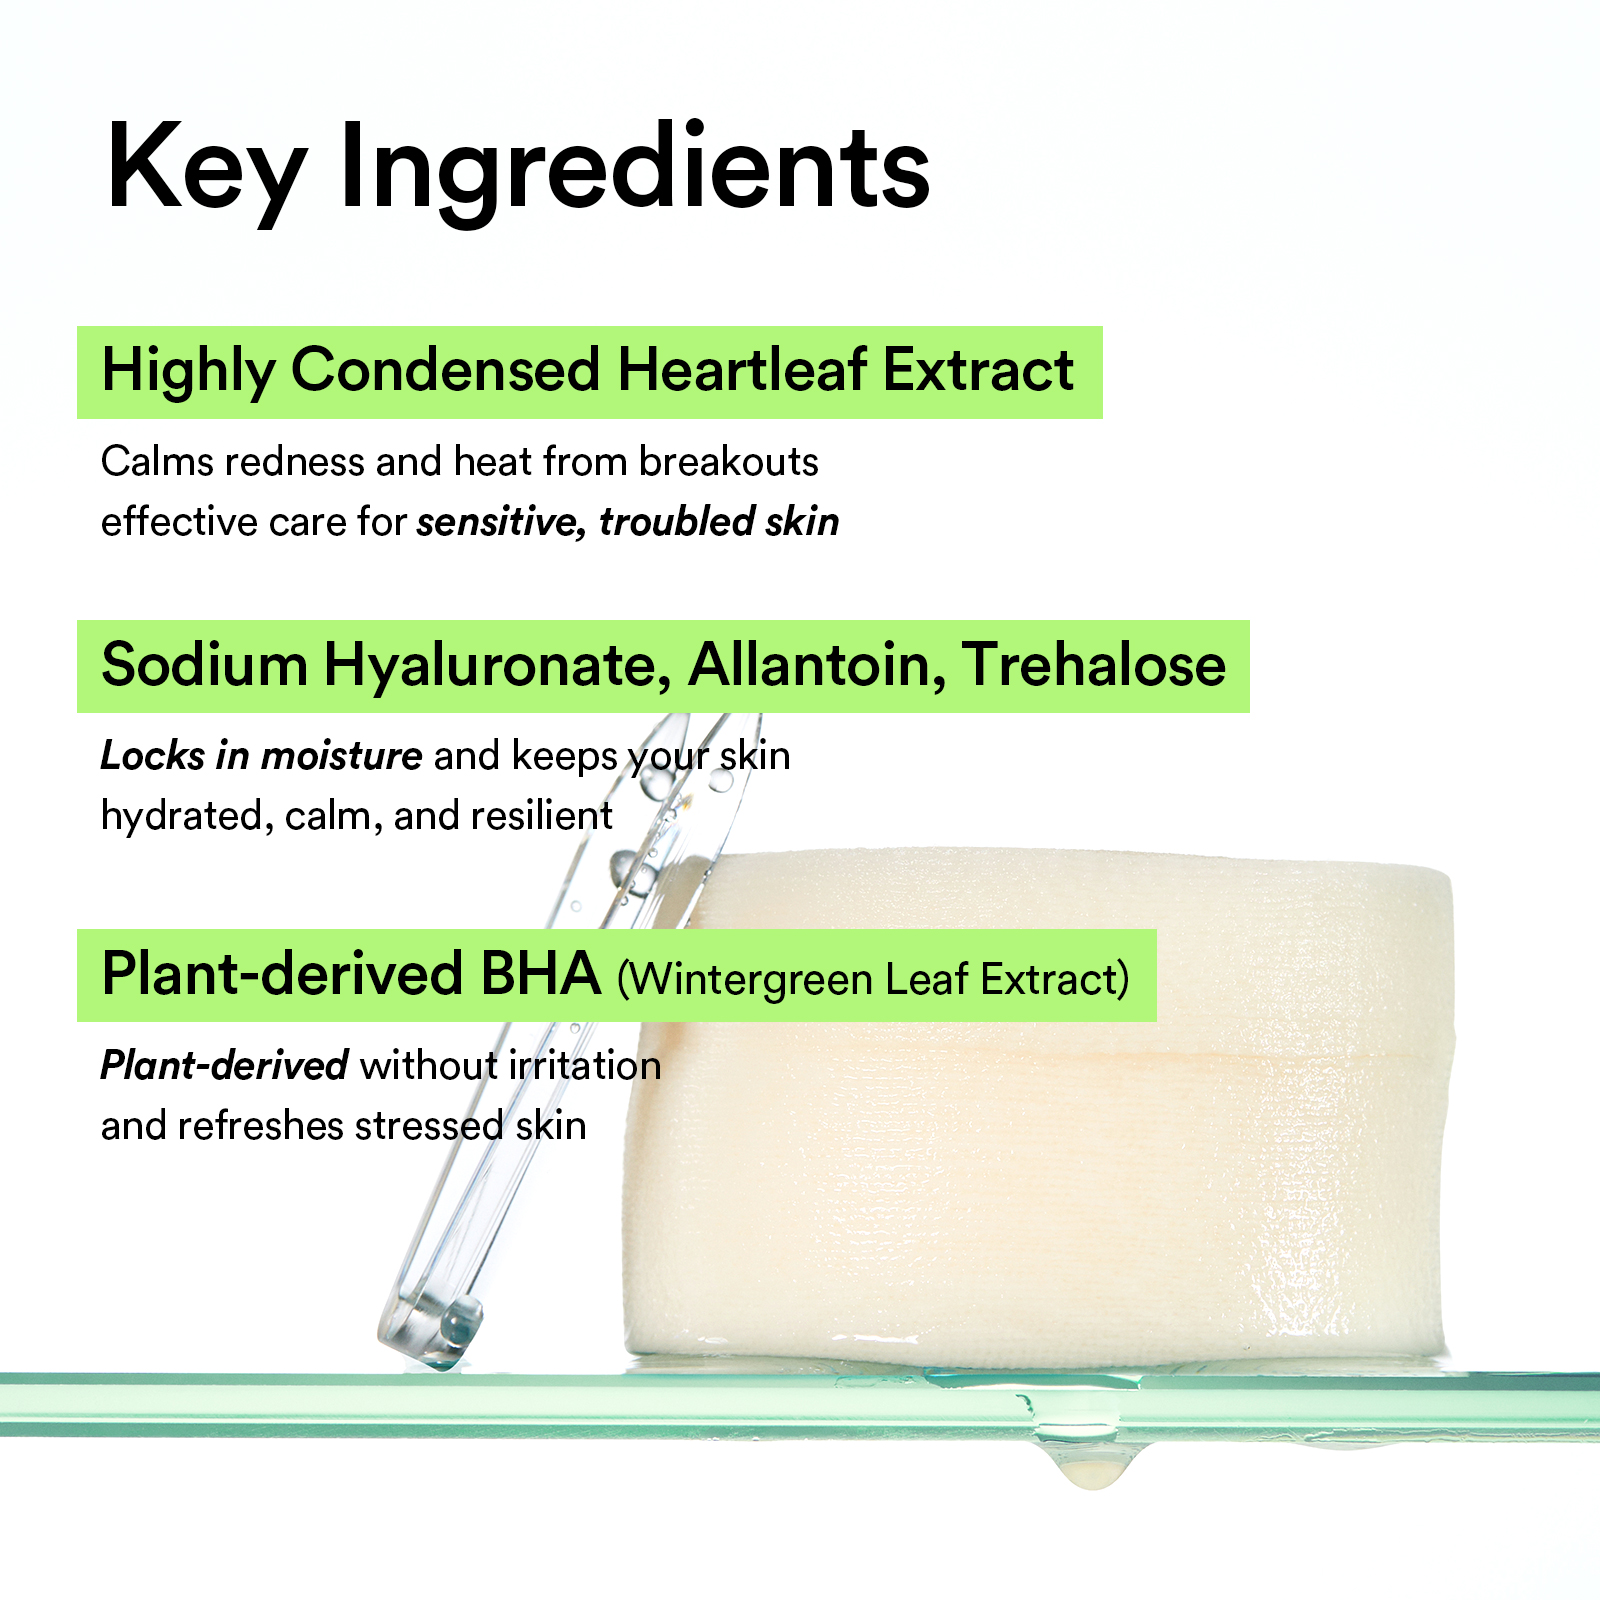 Key Ingredients
Highly Condensed Heartleaf Extract
Calms redness and heat from breakouts
effective care for sensitive, troubled skin
Sodium Hyaluronate, Allantoin, Trehalose
Locks in moisture and keeps your skin
hydrated, calm, and resilient
Plant-derived BHA (Wintergreen Leaf Extract)
Plant-derived without irritation
and refreshes stressed skin